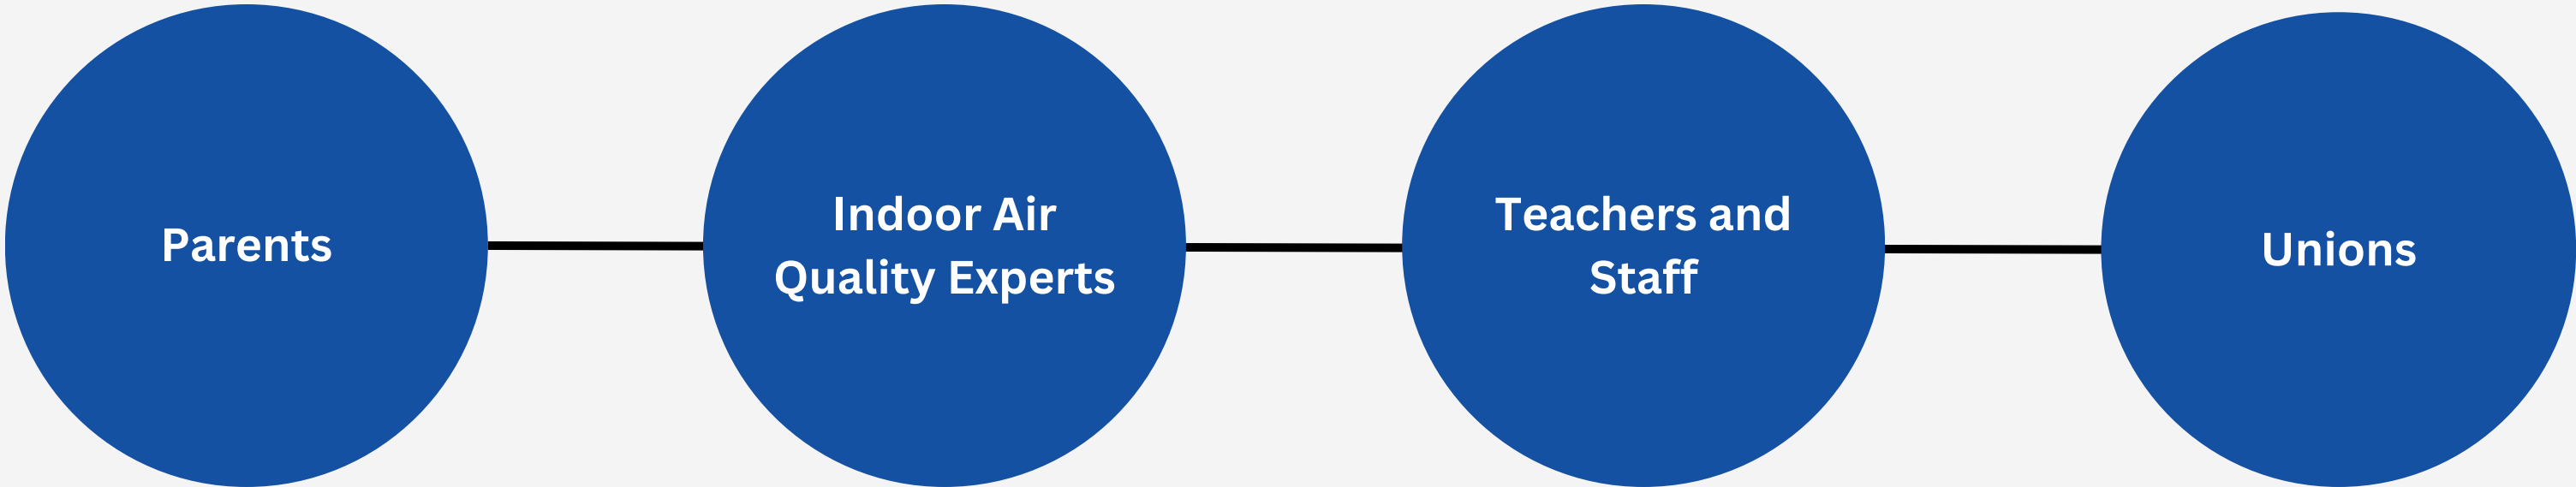 Parents
Indoor Air
Quality Experts
Teachers and
Staff
Unions